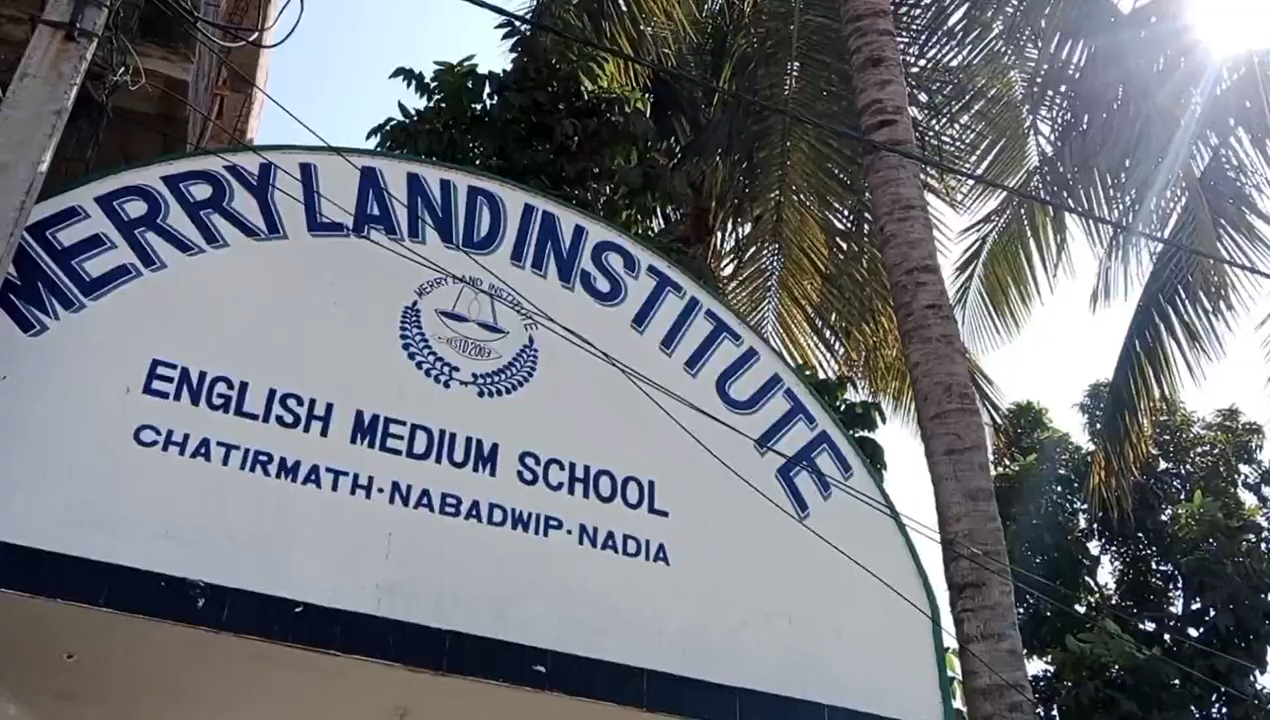 MERRY LAND INSTITUTE
MERRY LAND INSTITUTE
ESTD 2003
ENGLISH MEDIUM SCHOOL
CHATIRMATH·NABADWIP·NADIA